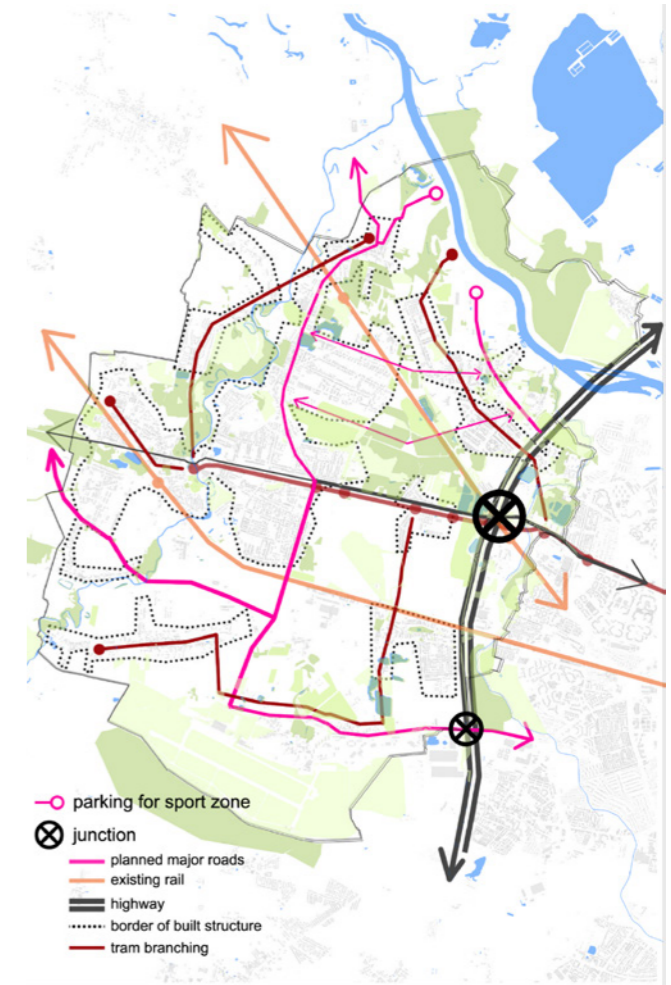 parking for sport zone
junction
planned major roads
existing rail
highway
border of built structure
tram branching